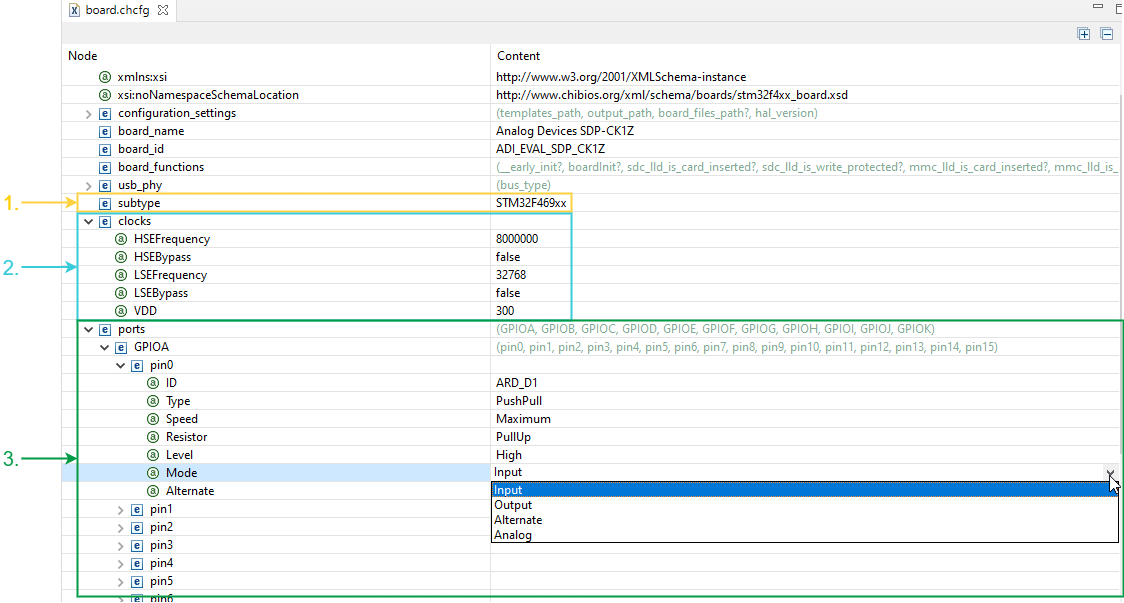 board.chcfg
Node Content
xmlns:xsi http://www.w3.org/2001/XMLSchema-instance
xsi:noNamespaceSchemaLocation http://www.chibios.org/xml/schema/boards/stm32f4xx_board.xsd
configuration_settings (templates_path, output_path, board_files_path?, hal_version)
board_name Analog Devices SDP-CK1Z
board_id ADI_EVAL_SDP_CK1Z
board_functions (__early_init?, boardInit?, sdc_lld_is_card_inserted?, sdc_lld_is_write_protected?, mmc_lld_is_card_inserted?, mmc_lld_is_
usb_phy (bus_type)
1. subtype STM32F469xx
clocks
HSEFrequency 8000000
HSEBypass false
2. LSEFrequency 32768
LSEBypass false
VDD 300
ports (GPIOA, GPIOB, GPIOC, GPIOD, GPIOE, GPIOF, GPIOG, GPIOH, GPIOI, GPIOJ, GPIOK)
GPIOA (pin0, pin1, pin2, pin3, pin4, pin5, pin6, pin7, pin8, pin9, pin10, pin11, pin12, pin13, pin14, pin15)
pin0
ID ARD_D1
Type PushPull
Speed Maximum
Resistor PullUp
3. Level High
Mode Input
Alternate Input
pin1 Output
pin2 Alternate
pin3 Analog
pin4
pin5
pin6